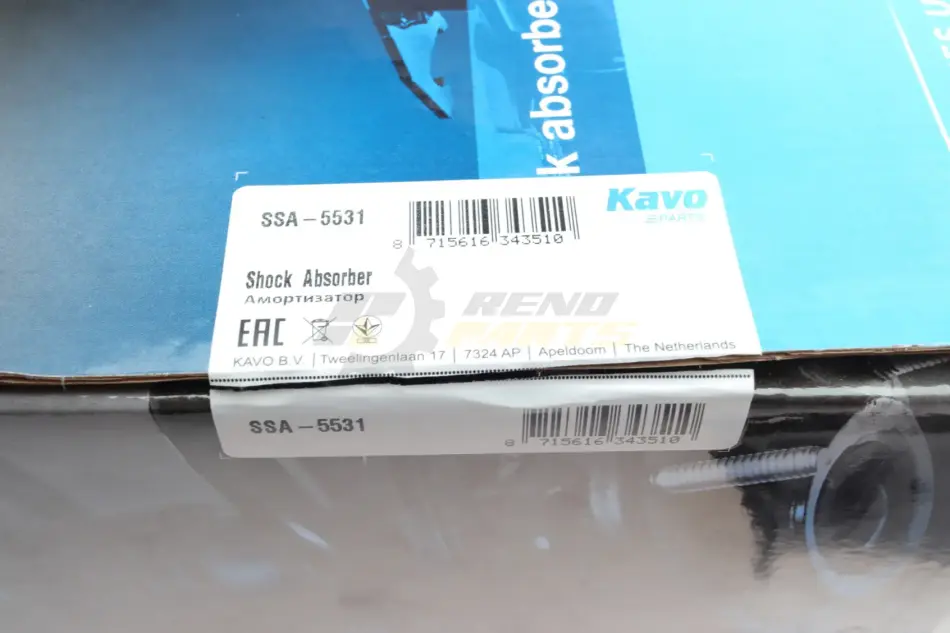 k absorbe
SSA-5531
8 715616 343510
Kavo
PARTS
Shock Absorber
Амортизатор
RENO
PARTS
EAC
KAVO B.V. | Tweelingenlaan 17 | 7324 AP | Apeldoorn | The Netherlands
SSA-5531
8 715616 343510